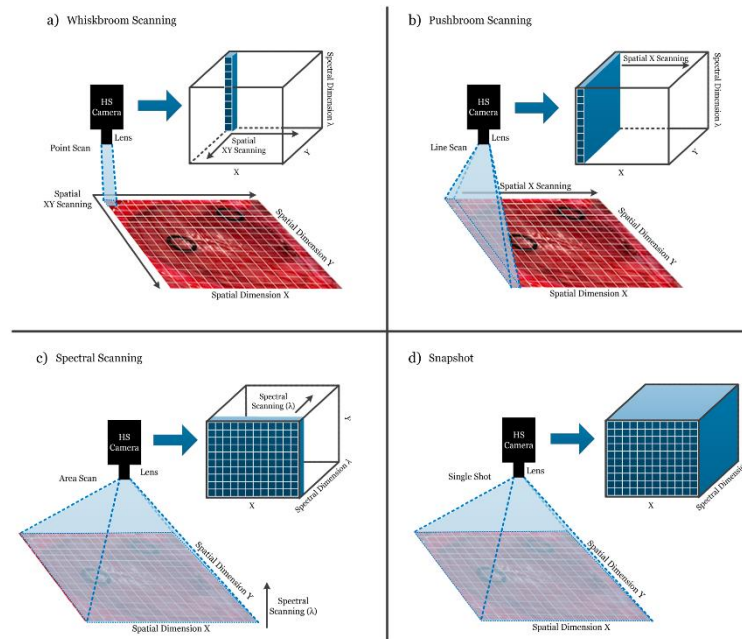 a) Whiskbroom Scanning
HS
Camera
Lens
Point Scan
Spatial
XY Scanning
Spectral Dimension λ
Y
X
Spatial
XY Scanning
Spatial Dimension Y
Spatial Dimension X
b) Pushbroom Scanning
HS
Camera
Lens
Line Scan
Spatial X Scanning
Spectral Dimension λ
Y
X
Spatial X Scanning
Spatial Dimension Y
Spatial Dimension X
c) Spectral Scanning
HS
Camera
Lens
Area Scan
Spectral
Scanning (λ)
Y
Spectral Dimension λ
X
Spatial Dimension Y
Spectral
Scanning (λ)
Spatial Dimension X
d) Snapshot
HS
Camera
Lens
Single Shot
X
Spectral Dimension
Spatial Dimension Y
Spatial Dimension X